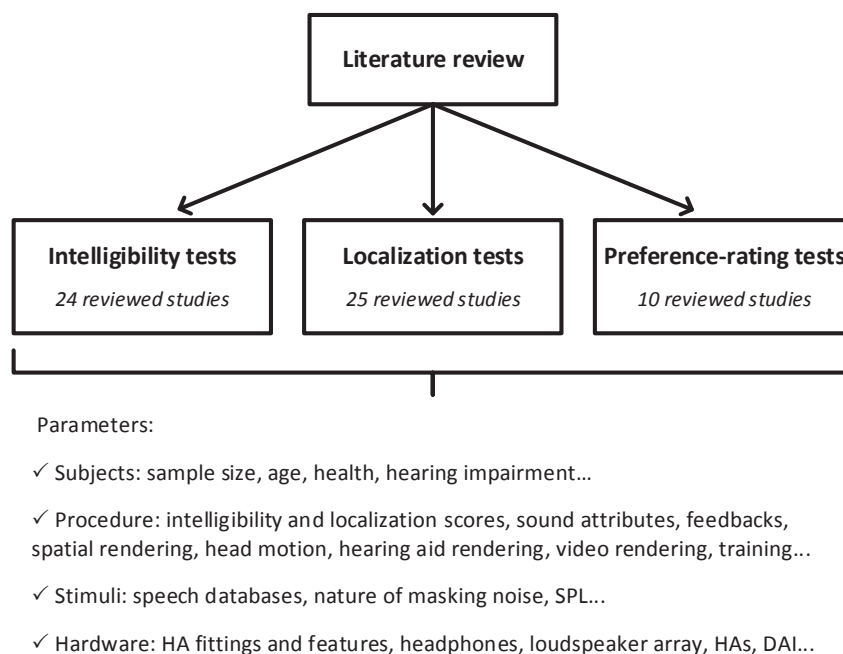 Literature review
Intelligibility tests
24 reviewed studies
Localization tests
25 reviewed studies
Preference-rating tests
10 reviewed studies
Parameters:
✓ Subjects: sample size, age, health, hearing impairment…
✓ Procedure: intelligibility and localization scores, sound attributes, feedbacks,
spatial rendering, head motion, hearing aid rendering, video rendering, training...
✓ Stimuli: speech databases, nature of masking noise, SPL...
✓ Hardware: HA fittings and features, headphones, loudspeaker array, HAs, DAI...